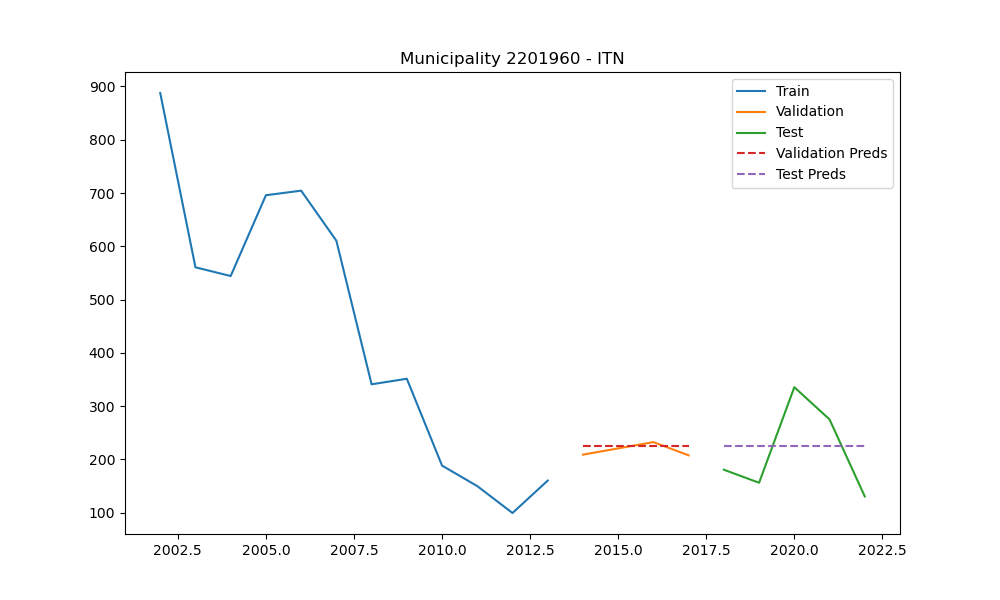 Municipality 2201960 - ITN
900
800
700
600
500
400
300
200
100
Train
Validation
Test
Validation Preds
Test Preds
2002.5 2005.0 2007.5 2010.0 2012.5 2015.0 2017.5 2020.0 2022.5